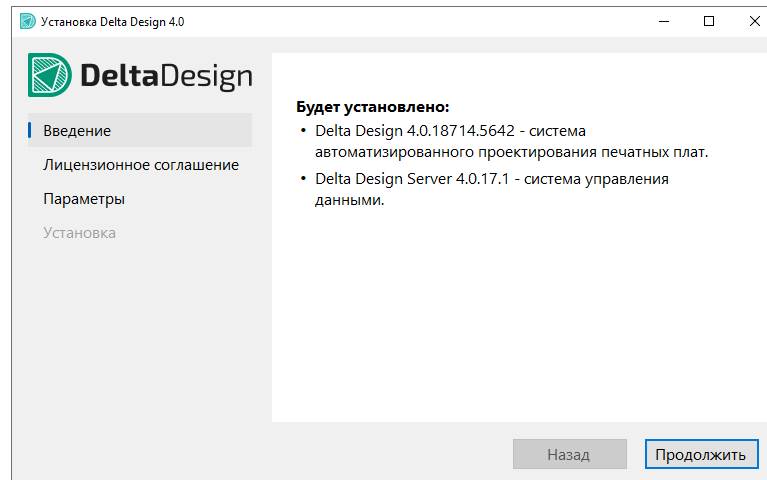 Установка Delta Design 4.0
DeltaDesign
Введение
Лицензионное соглашение
Параметры
Установка
Будет установлено:
• Delta Design 4.0.18714.5642 - система
автоматизированного проектирования печатных плат.
• Delta Design Server 4.0.17.1 - система управления
данными.
Назад
Продолжить